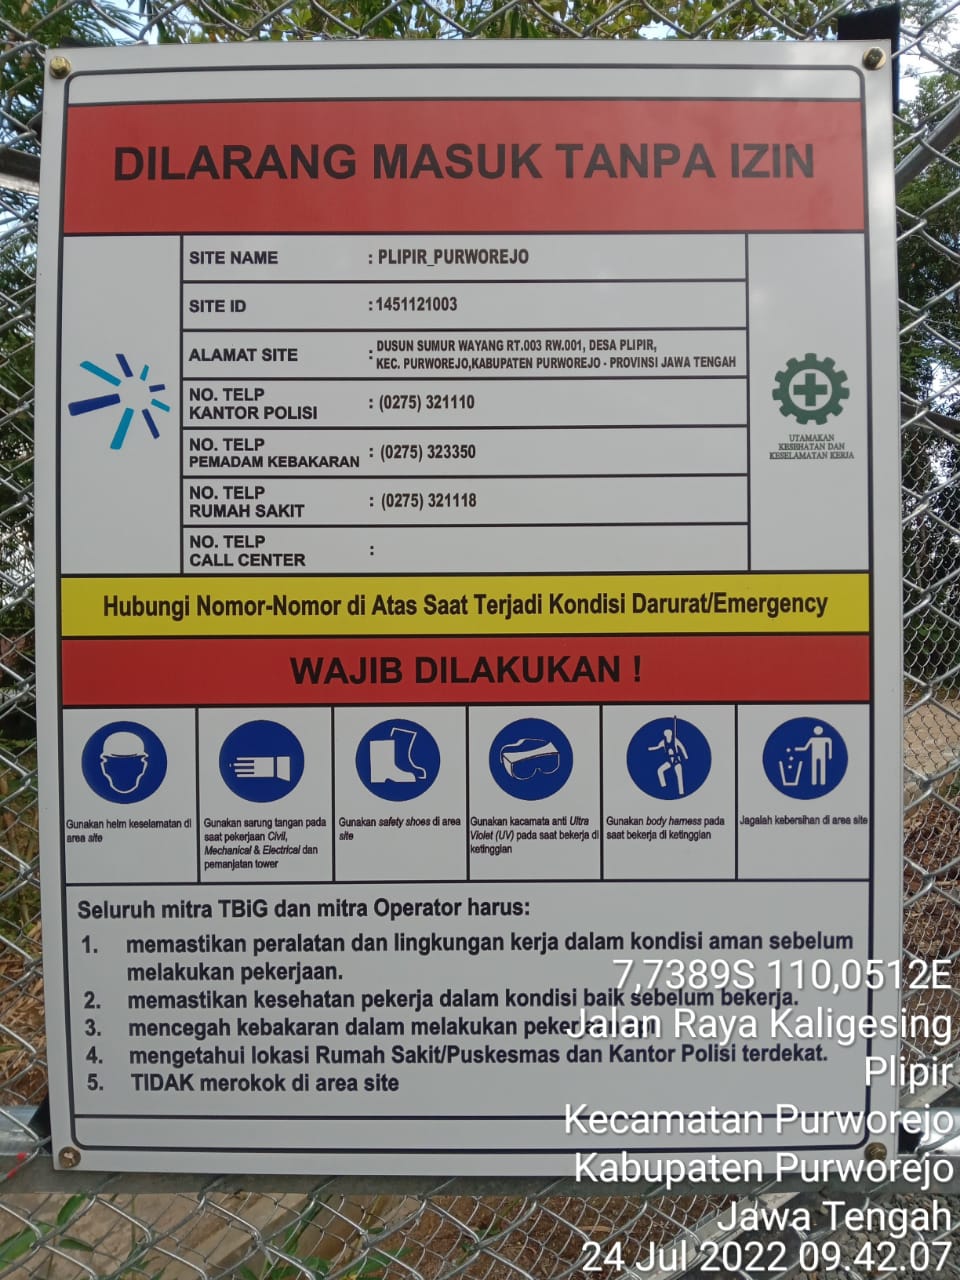 DILARANG MASUK TANPA IZIN
SITE NAME : PLIPIR_PURWOREJO
SITE ID : 1451121003
ALAMAT SITE : DUSUN SUMUR WAYANG RT.003 RW.001, DESA PLIPIR,
KEC. PURWOREJO,KABUPATEN PURWOREJO - PROVINSI JAWA TENGAH
NO. TELP
KANTOR POLISI : (0275) 321110
NO. TELP
PEMADAM KEBAKARAN : (0275) 323350
NO. TELP
RUMAH SAKIT : (0275) 321118
NO. TELP
CALL CENTER :
UTAMAKAN
KESEHATAN DAN
KESELAMATAN KERJA
Hubungi Nomor-Nomor di Atas Saat Terjadi Kondisi Darurat/Emergency
WAJIB DILAKUKAN !
Gunakan helm keselamatan di
area site
Gunakan sarung tangan pada
saat pekerjaan Civil,
Mechanical & Electrical dan
pemanjatan tower
Gunakan safety shoes di area
site
Gunakan kacamata anti Ultra
Violet (UV) pada saat bekerja di
ketinggian
Gunakan body harness pada
saat bekerja di ketinggian
Jagalah kebersihan di area site
Seluruh mitra TBiG dan mitra Operator harus:
1. memastikan peralatan dan lingkungan kerja dalam kondisi aman sebelum
melakukan pekerjaan.
2. memastikan kesehatan pekerja dalam kondisi baik sebelum bekerja.
3. mencegah kebakaran dalam melakukan
4. mengetahui lokasi Rumah Sakit/Puskesmas dan Kantor Polisi terdekat.
5. TIDAK merokok di area site
7,7389S 110,0512E
Jalan Raya Kaligesing
Plipir
Kecamatan Purworejo
Kabupaten Purworejo
Jawa Tengah
24 Jul 2022 09.42.07